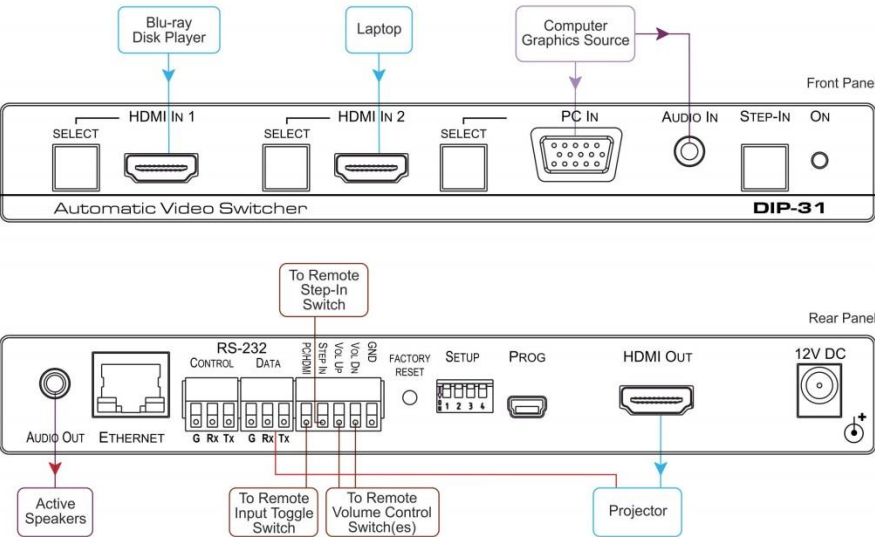 Blu-ray
Disk Player
Laptop
Computer
Graphics Source
Front Panel
SELECT
HDMI IN 1
SELECT
HDMI IN 2
SELECT
PC IN
AUDIO IN
STEP-IN
ON
Automatic Video Switcher
DIP-31
To Remote
Step-In
Switch
Rear Panel
RS-232
CONTROL
DATA
PC/HDMI
STEP IN
VOL UP
VOL DN
GND
FACTORY
RESET
SETUP
PROG
HDMI OUT
12V DC
1 2 3 4
AUDIO OUT
ETHERNET
G Rx Tx
G Rx Tx
+
Active
Speakers
To Remote
Input Toggle
Switch
To Remote
Volume Control
Switch(es)
Projector